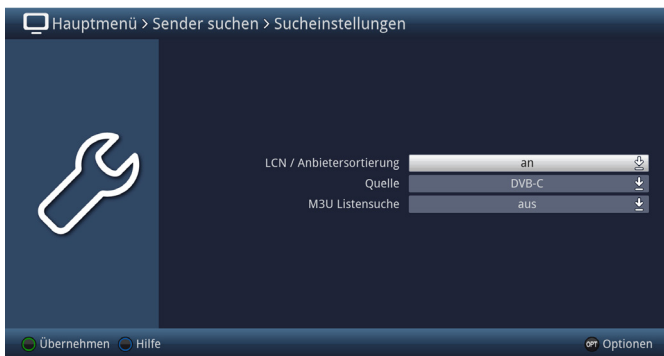 Hauptmenü > Sender suchen > Sucheinstellungen
LCN / Anbietersortierung an
Quelle DVB-C
M3U Listensuche aus
Übernehmen Hilfe OPT Optionen